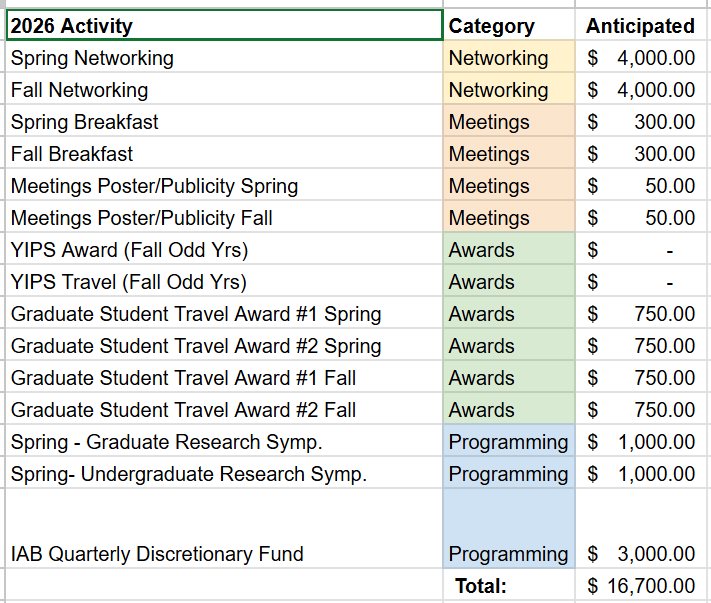 2026 Activity Category Anticipated
Spring Networking Networking $ 4,000.00
Fall Networking Networking $ 4,000.00
Spring Breakfast Meetings $ 300.00
Fall Breakfast Meetings $ 300.00
Meetings Poster/Publicity Spring Meetings $ 50.00
Meetings Poster/Publicity Fall Meetings $ 50.00
YIPS Award (Fall Odd Yrs) Awards $ -
YIPS Travel (Fall Odd Yrs) Awards $ -
Graduate Student Travel Award #1 Spring Awards $ 750.00
Graduate Student Travel Award #2 Spring Awards $ 750.00
Graduate Student Travel Award #1 Fall Awards $ 750.00
Graduate Student Travel Award #2 Fall Awards $ 750.00
Spring - Graduate Research Symp. Programming $ 1,000.00
Spring- Undergraduate Research Symp. Programming $ 1,000.00
IAB Quarterly Discretionary Fund Programming $ 3,000.00
Total: $ 16,700.00